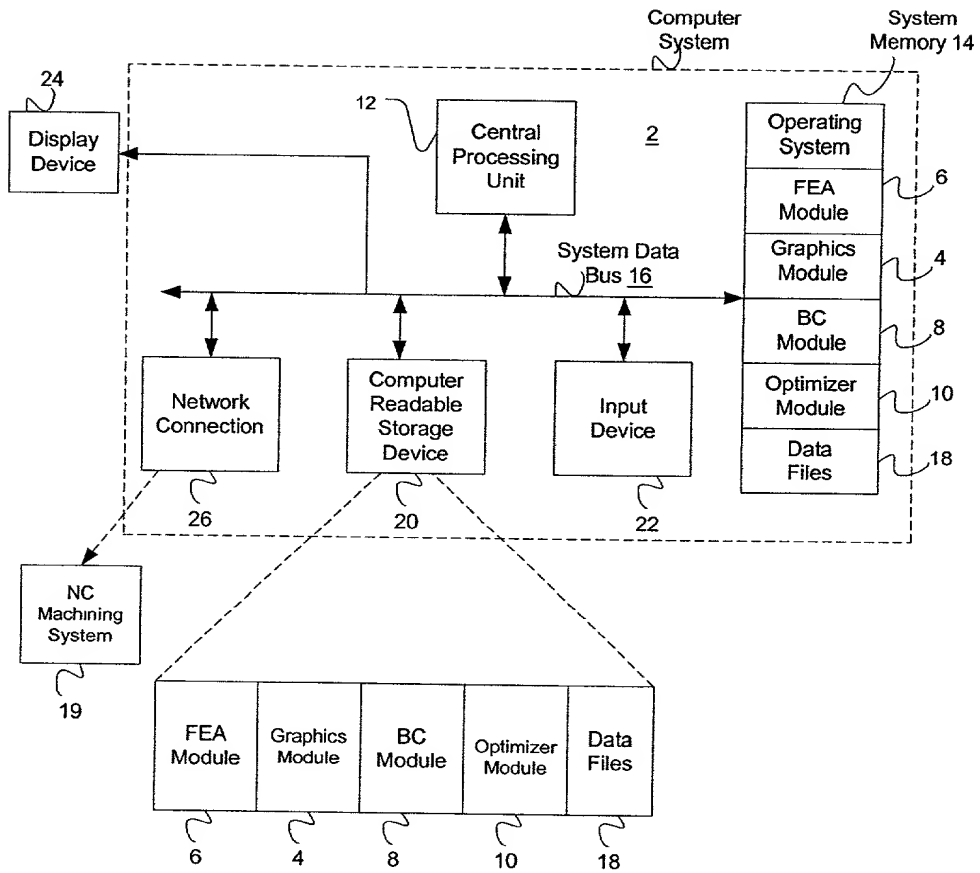 Computer
System
System
Memory 14
24
Display
Device
12
Central
Processing
Unit
2
Operating
System
FEA
Module
6
Graphics
Module
4
System Data
Bus 16
BC
Module
8
Optimizer
Module
10
Data
Files
18
Network
Connection
26
Computer
Readable
Storage
Device
20
Input
Device
22
NC
Machining
System
19
FEA
Module
Graphics
Module
BC
Module
Optimizer
Module
Data
Files
6
4
8
10
18